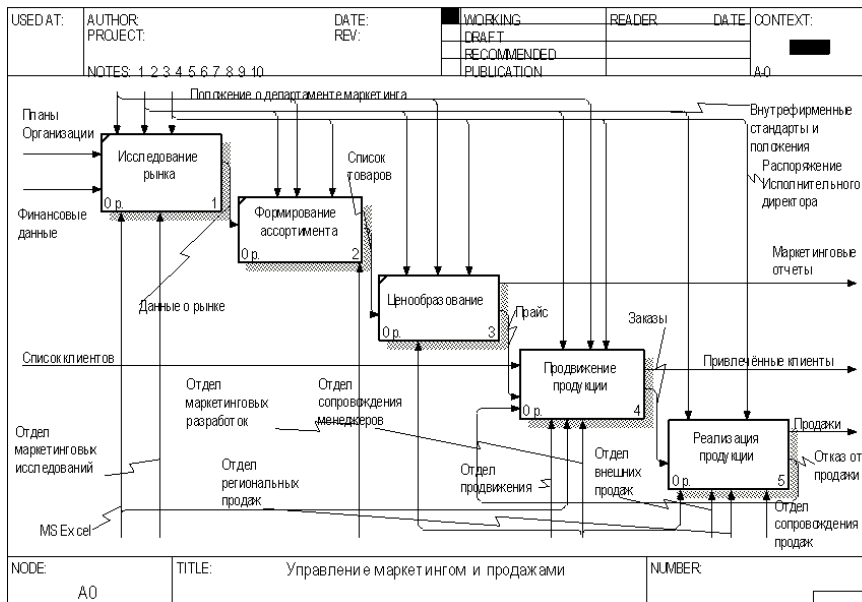 USED AT:
AUTHOR:
DATE:
WORKING
READER
DATE
CONTEXT:
PROJECT:
REV:
DRAFT
RECOMMENDED
NOTES: 1 2 3 4 5 6 7 8 9 10
PUBLICATION
A-0
Положение о департаменте маркетинга
Планы
Организации
Внутрефирменные
стандарты и
положения
Исследование
рынка
0 р.
1
Список
товаров
Распоряжение
Исполнительного
директора
Финансовые
данные
Формирование
ассортимента
0 р.
2
Маркетинговые
отчеты
Данные о рынке
Ценообразование
0 р.
3
Прайс
Заказы
Список клиентов
Продвижение
продукции
0 р.
4
Привлечённые клиенты
Отдел
маркетинговых
разработок
Отдел
сопровождения
менеджеров
Продажи
Отдел
маркетинговых
исследований
Реализация
продукции
0 р.
5
Отказ от
продажи
Отдел
региональных
продаж
Отдел
продвижения
Отдел
внешних
продаж
Отдел
сопровождения
продаж
MS Excel
NODE:
TITLE:
Управление маркетингом и продажами
NUMBER:
A0